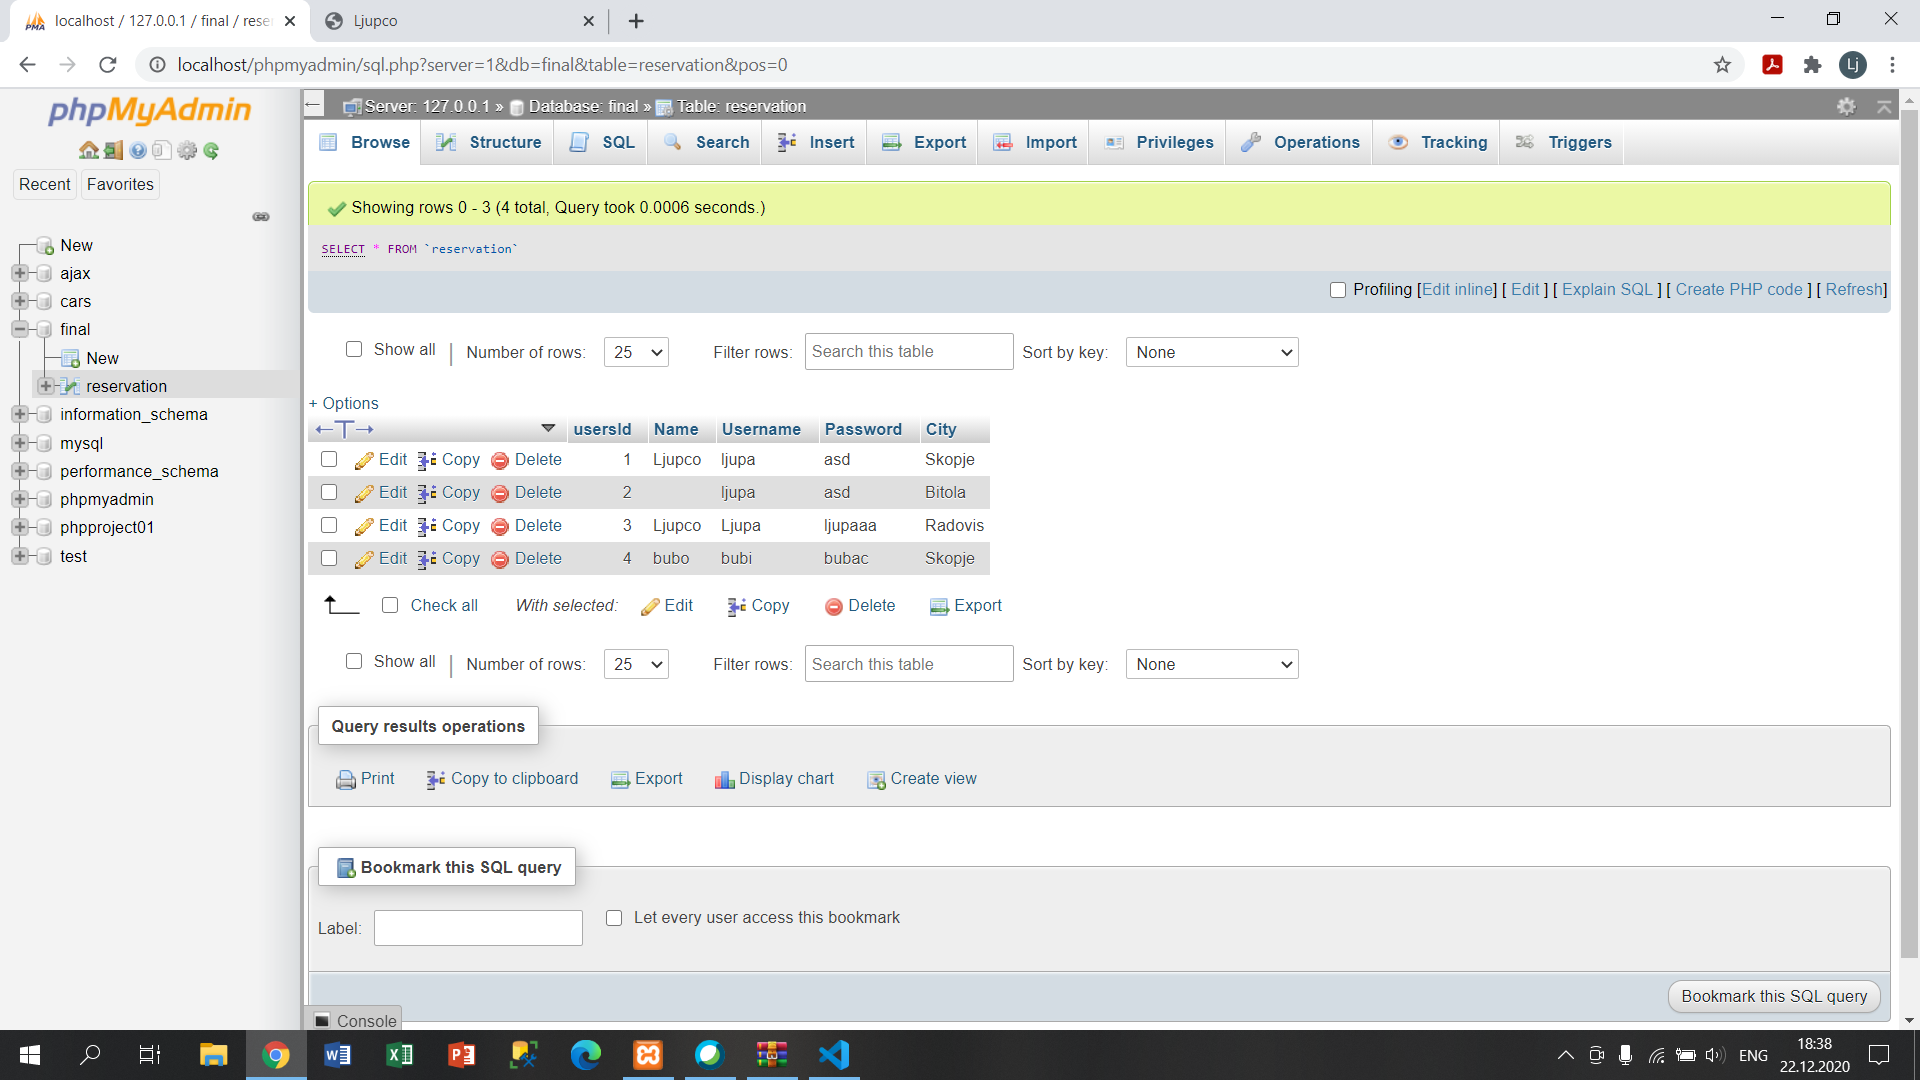 localhost / 127.0.0.1 / final / rese
Ljupco
localhost/phpmyadmin/sql.php?server=1&db=final&table=reservation&pos=0
Lj
phpMyAdmin
Recent Favorites
New
ajax
cars
final
New
reservation
information_schema
mysql
performance_schema
phpmyadmin
phpproject01
test
Server: 127.0.0.1 » Database: final » Table: reservation
Browse Structure SQL Search Insert Export Import Privileges Operations Tracking Triggers
Showing rows 0 - 3 (4 total, Query took 0.0006 seconds.)
SELECT * FROM `reservation`
Profiling [Edit inline] [ Edit ] [ Explain SQL ] [ Create PHP code ] [ Refresh]
Show all | Number of rows: 25 Filter rows: Search this table Sort by key: None
+ Options
←T→ usersId Name Username Password City
Edit Copy Delete 1 Ljupco ljupa asd Skopje
Edit Copy Delete 2 ljupa asd Bitola
Edit Copy Delete 3 Ljupco Ljupa ljupaaa Radovis
Edit Copy Delete 4 bubo bubi bubac Skopje
Check all With selected: Edit Copy Delete Export
Show all | Number of rows: 25 Filter rows: Search this table Sort by key: None
Query results operations
Print Copy to clipboard Export Display chart Create view
Bookmark this SQL query
Label: Let every user access this bookmark
Bookmark this SQL query
Console
ENG
18:38
22.12.2020